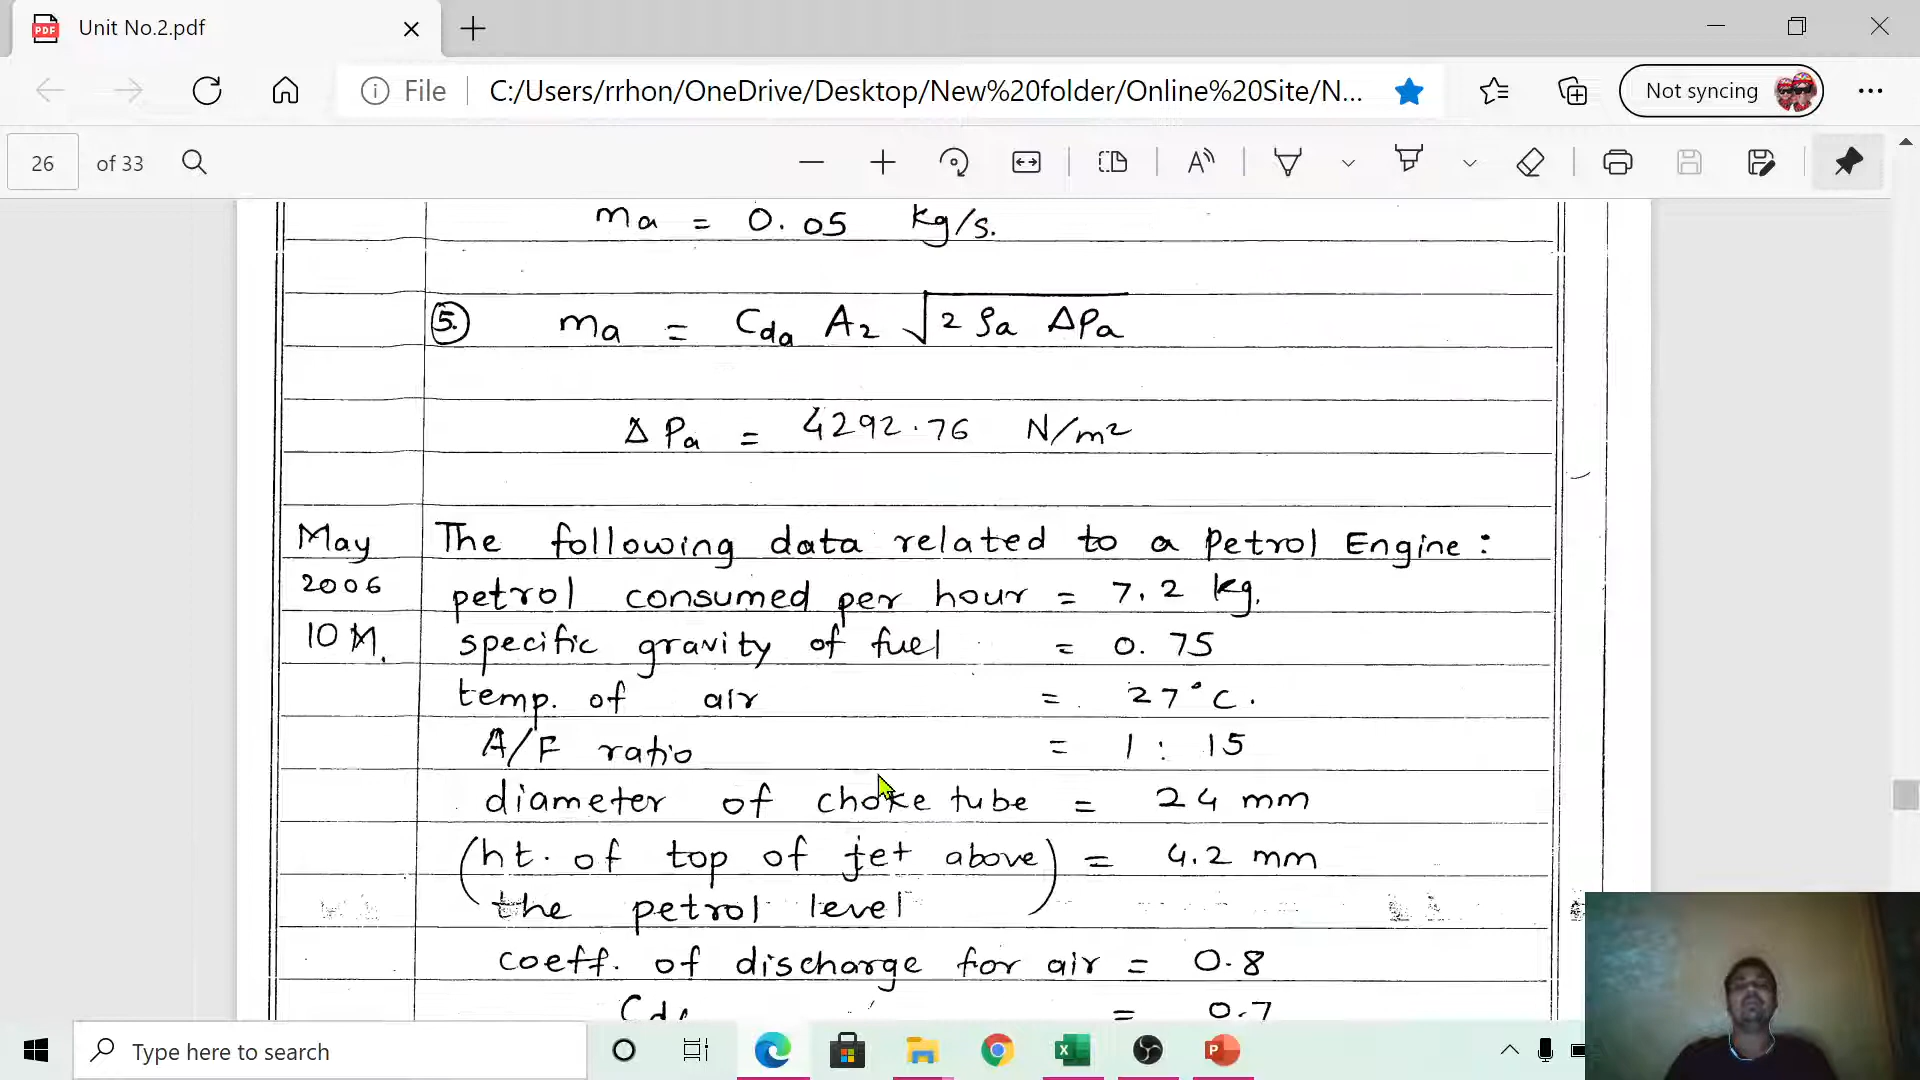 Unit No.2.pdf
File
C:/Users/rrhon/OneDrive/Desktop/New%20folder/Online%20Site/N...
Not syncing
26 of 33
ma = 0.05 kg/s.
5. ma = Cda A2 √2 ρa ΔPa
ΔPa = 4292.76 N/m²
May The following data related to a petrol Engine :
2006 petrol consumed per hour = 7.2 kg.
10 M. specific gravity of fuel = 0.75
temp. of air = 27°C.
A/F ratio = 1 : 15
diameter of choke tube = 24 mm
(ht. of top of jet above) = 4.2 mm
the petrol level
coeff. of discharge for air = 0.8
Cdf = 0.7
Type here to search